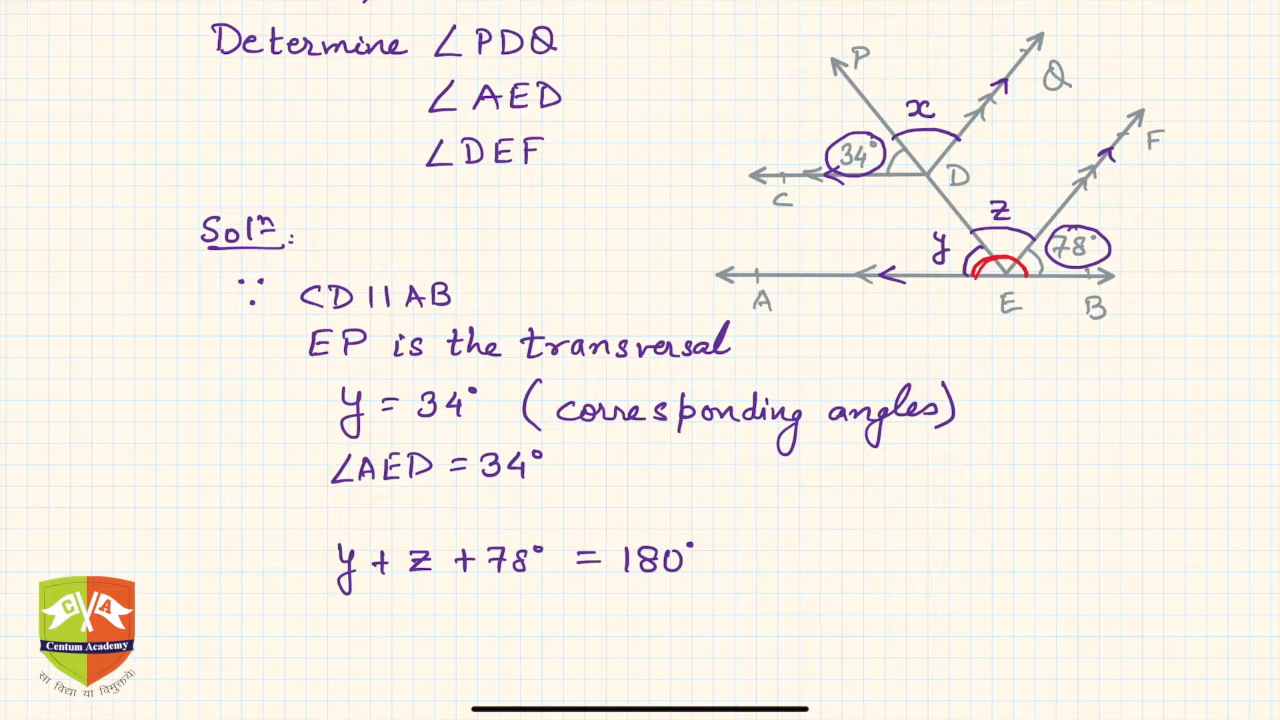 Determine ∠PDQ
∠AED
∠DEF
P
Q
x
34°
F
C
D
z
y
78°
A
E
B
Solⁿ:
∵ CD || AB
EP is the transversal
y = 34° (corresponding angles)
∠AED = 34°
y + z + 78° = 180°
C A
Centum Academy
सा विद्या या विमुक्तये।